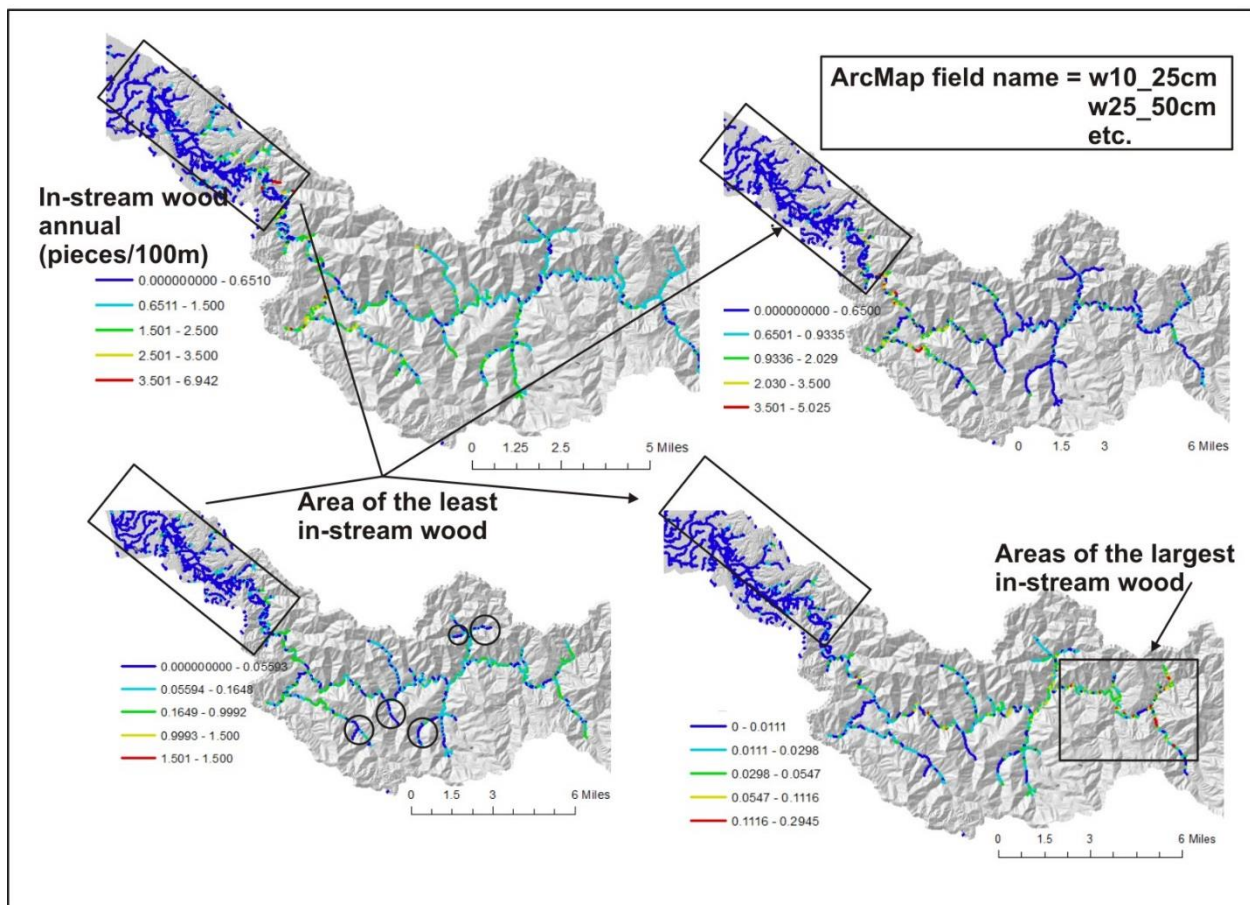 ArcMap field name = w10_25cm
w25_50cm
etc.
In-stream wood
annual
(pieces/100m)
0.000000000 - 0.6510
0.6511 - 1.500
1.501 - 2.500
2.501 - 3.500
3.501 - 6.942
0 1.25 2.5 5 Miles
0.000000000 - 0.6500
0.6501 - 0.9335
0.9336 - 2.029
2.030 - 3.500
3.501 - 5.025
0 1.5 3 6 Miles
Area of the least
in-stream wood
0.000000000 - 0.05593
0.05594 - 0.1648
0.1649 - 0.9992
0.9993 - 1.500
1.501 - 1.500
0 1.5 3 6 Miles
Areas of the largest
in-stream wood
0 - 0.0111
0.0111 - 0.0298
0.0298 - 0.0547
0.0547 - 0.1116
0.1116 - 0.2945
0 1.5 3 6 Miles